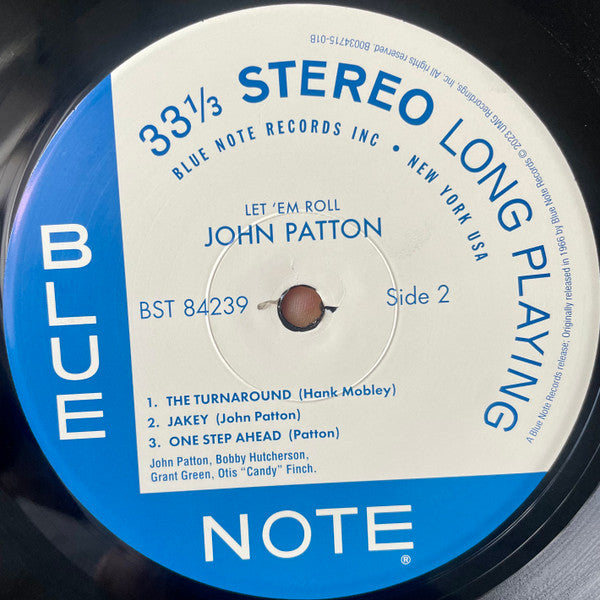 33⅓ STEREO LONG PLAYING
BLUE NOTE RECORDS INC • NEW YORK USA
LET 'EM ROLL
JOHN PATTON
BST 84239
Side 2
1. THE TURNAROUND (Hank Mobley)
2. JAKEY (John Patton)
3. ONE STEP AHEAD (Patton)
John Patton, Bobby Hutcherson,
Grant Green, Otis "Candy" Finch.
BLUE
NOTE®
A Blue Note Records release; Originally released in 1966 by Blue Note Records © 2023 UMG Recordings, Inc. All rights reserved. B0034715-01B